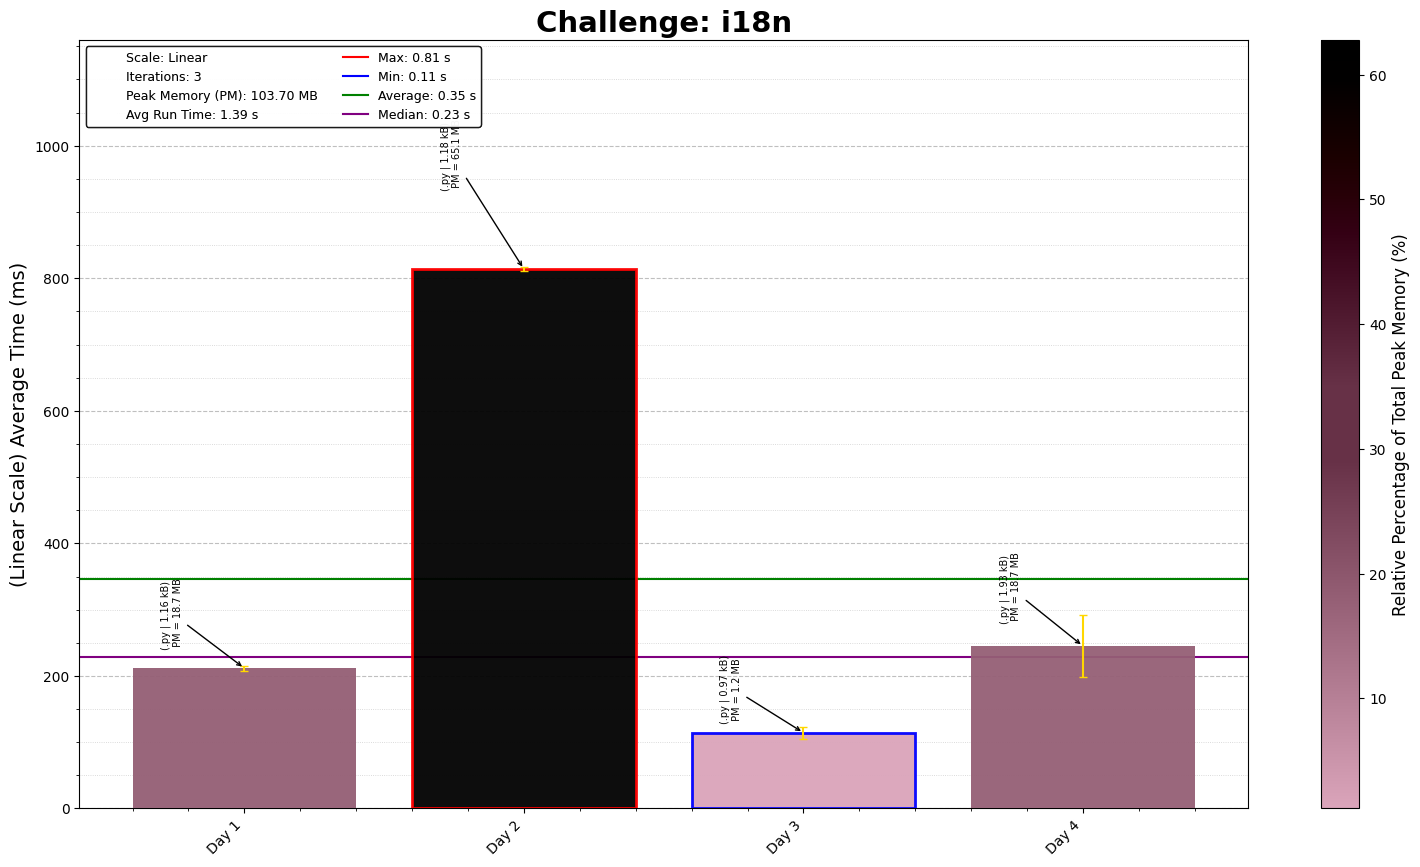 Challenge: i18n
Scale: Linear
Iterations: 3
Peak Memory (PM): 103.70 MB
Avg Run Time: 1.39 s
Max: 0.81 s
Min: 0.11 s
Average: 0.35 s
Median: 0.23 s
(Linear Scale) Average Time (ms)
1000
800
600
400
200
0
(.py | 1.16 kB)
PM = 18.7 MB
(.py | 1.18 kB
PM = 65.1 M
(.py | 0.97 kB)
PM = 1.2 MB
(.py | 1.93 kB)
PM = 18.7 MB
Day 1
Day 2
Day 3
Day 4
60
50
40
30
20
10
Relative Percentage of Total Peak Memory (%)